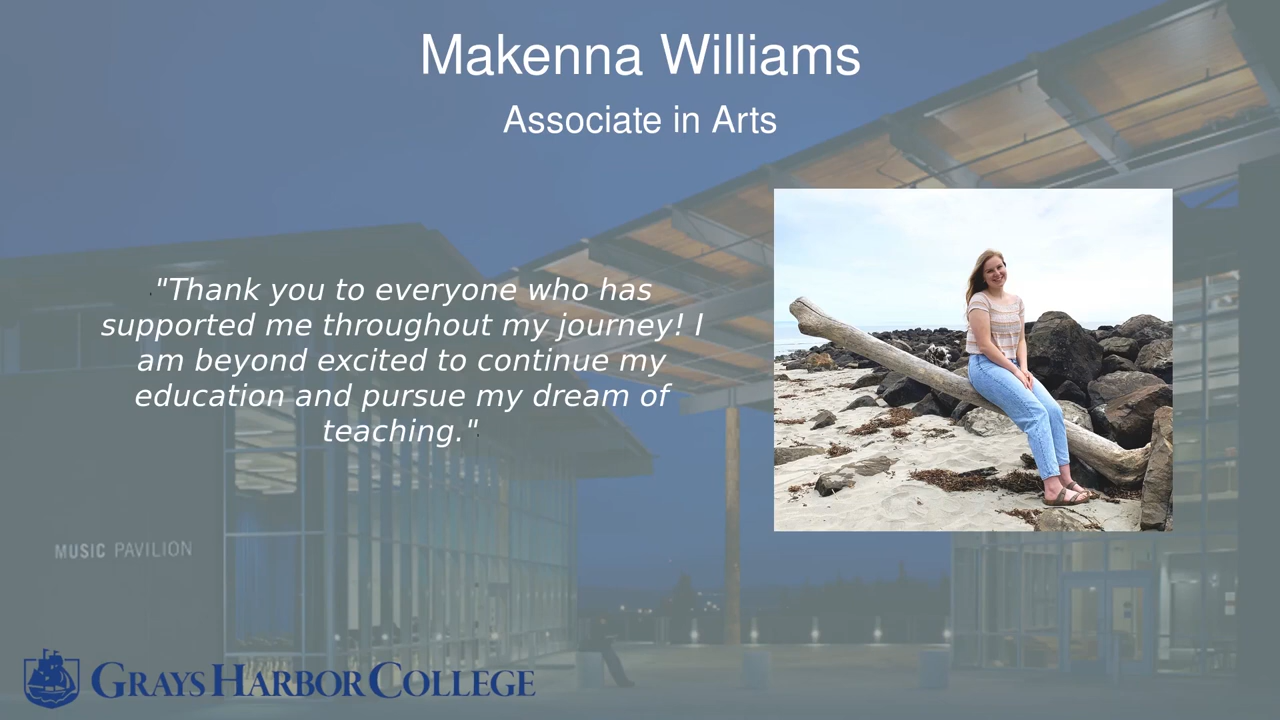 Makenna Williams
Associate in Arts
"Thank you to everyone who has
supported me throughout my journey! I
am beyond excited to continue my
education and pursue my dream of
teaching."
MUSIC PAVILION
GRAYS HARBOR COLLEGE